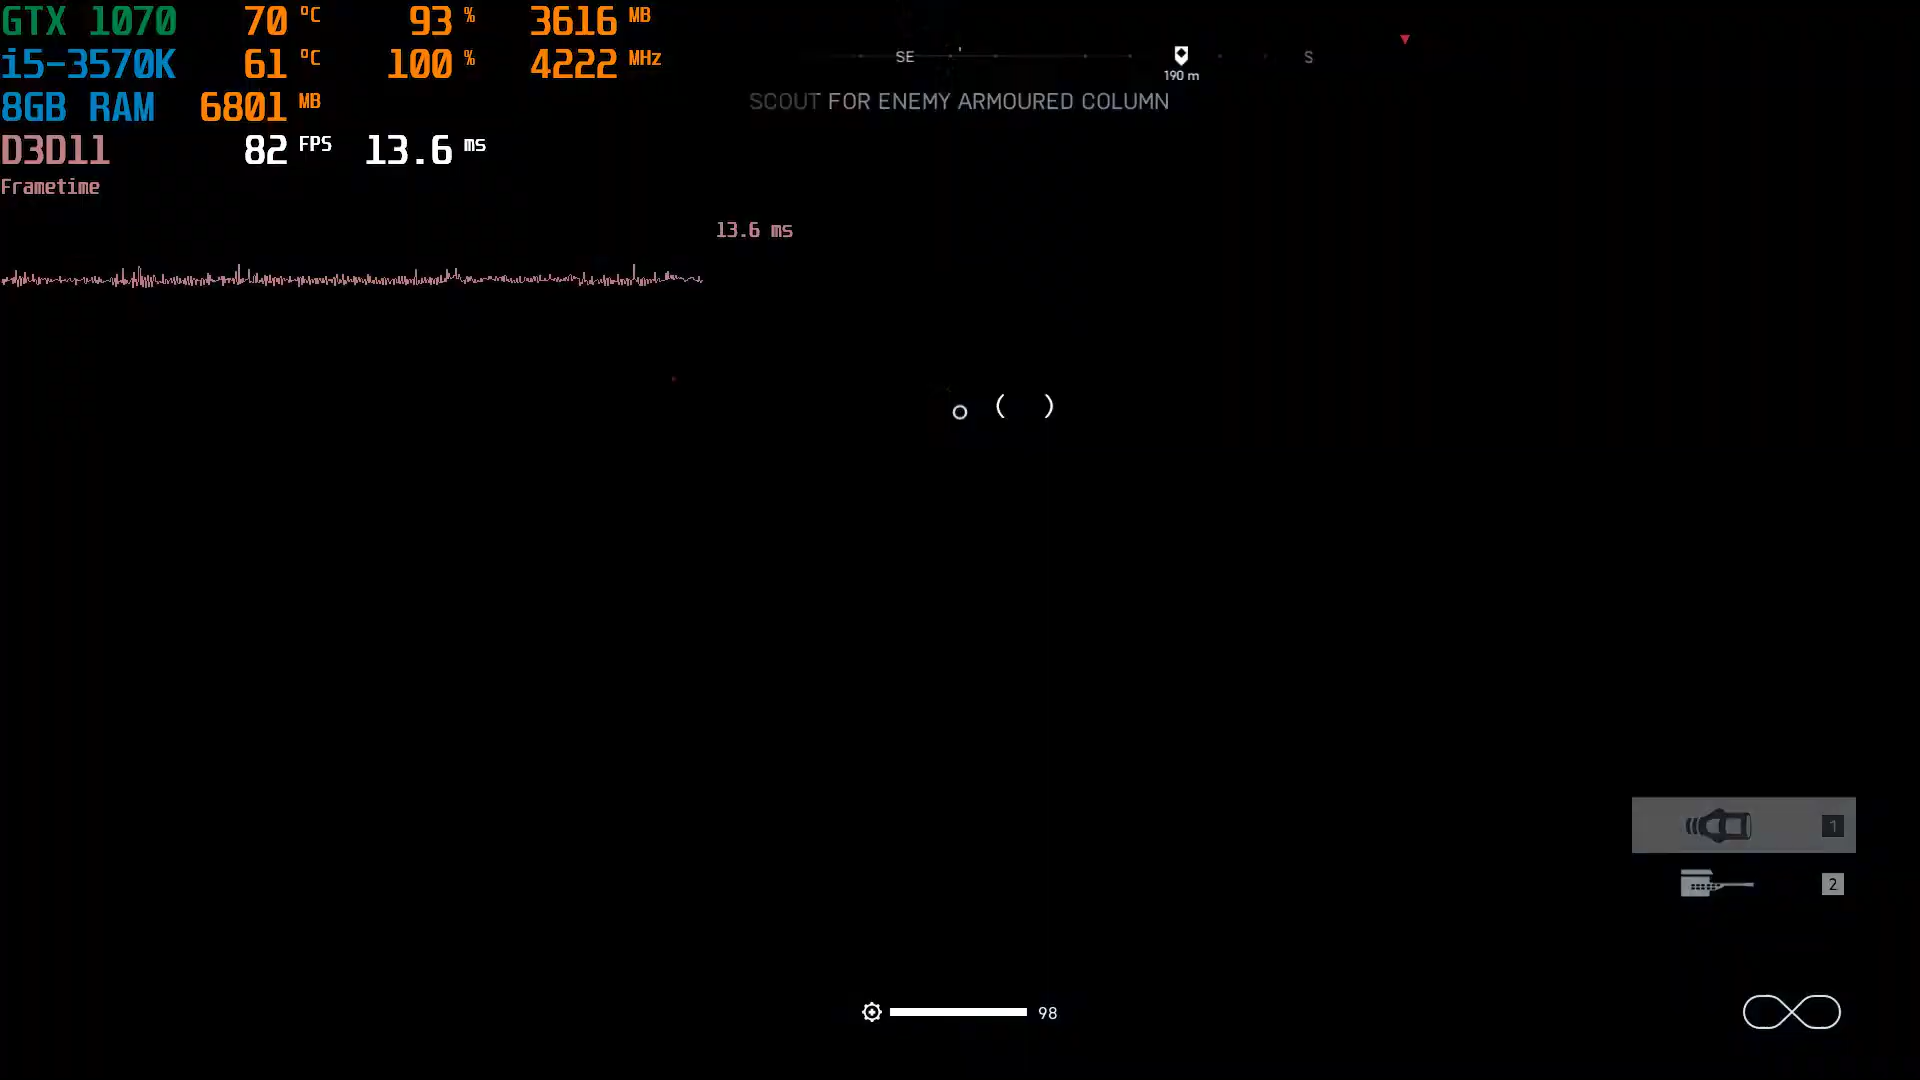 GTX 1070 70 °C 93 % 3616 MB
i5-3570K 61 °C 100 % 4222 MHz
8GB RAM 6801 MB
D3D11 82 FPS 13.6 ms
Frametime
13.6 ms
SE S
190 m
SCOUT FOR ENEMY ARMOURED COLUMN
1
2
98